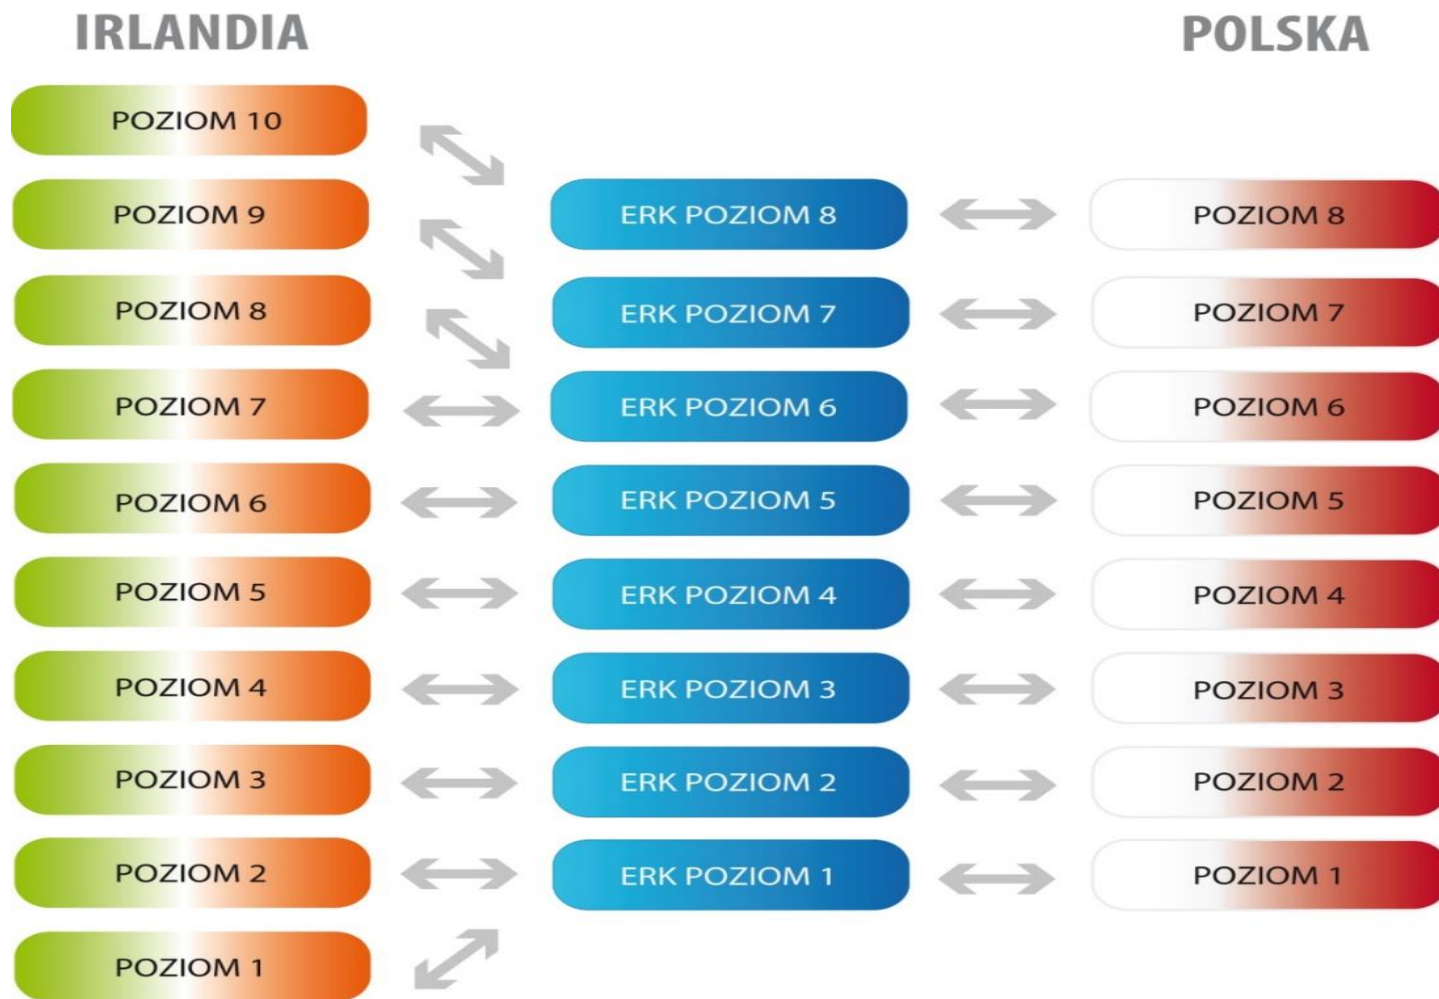 IRLANDIA
POLSKA
POZIOM 10
POZIOM 9
ERK POZIOM 8
POZIOM 8
POZIOM 8
ERK POZIOM 7
POZIOM 7
POZIOM 7
ERK POZIOM 6
POZIOM 6
POZIOM 6
ERK POZIOM 5
POZIOM 5
POZIOM 5
ERK POZIOM 4
POZIOM 4
POZIOM 4
ERK POZIOM 3
POZIOM 3
POZIOM 3
ERK POZIOM 2
POZIOM 2
POZIOM 2
ERK POZIOM 1
POZIOM 1
POZIOM 1